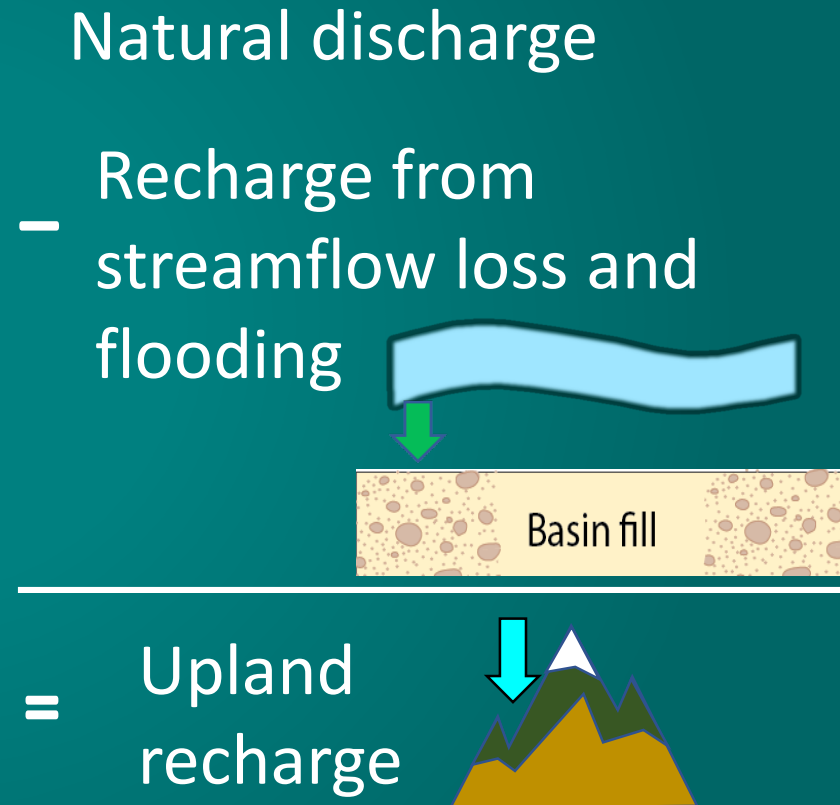 Natural discharge
– Recharge from
streamflow loss and
flooding
Basin fill
= Upland
recharge